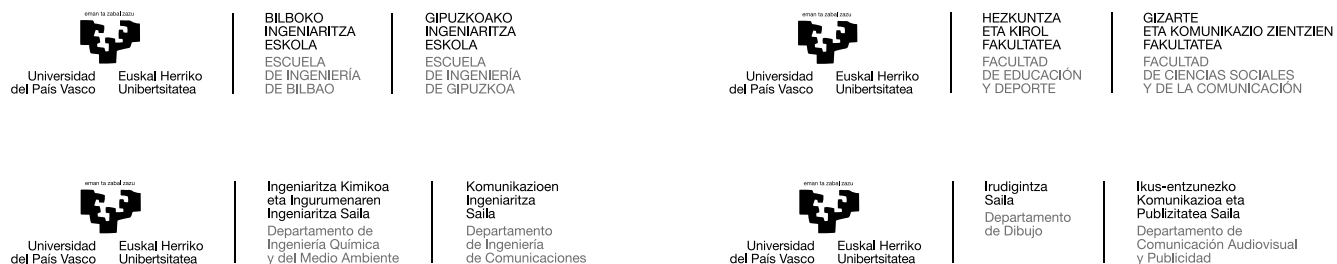 eman ta zabal zazu
Universidad
del País Vasco
Euskal Herriko
Unibertsitatea
BILBOKO
INGENIARITZA
ESKOLA
ESCUELA
DE INGENIERÍA
DE BILBAO
GIPUZKOAKO
INGENIARITZA
ESKOLA
ESCUELA
DE INGENIERÍA
DE GIPUZKOA
eman ta zabal zazu
Universidad
del País Vasco
Euskal Herriko
Unibertsitatea
HEZKUNTZA
ETA KIROL
FAKULTATEA
FACULTAD
DE EDUCACIÓN
Y DEPORTE
GIZARTE
ETA KOMUNIKAZIO ZIENTZIEN
FAKULTATEA
FACULTAD
DE CIENCIAS SOCIALES
Y DE LA COMUNICACIÓN
eman ta zabal zazu
Universidad
del País Vasco
Euskal Herriko
Unibertsitatea
Ingeniaritza Kimikoa
eta Ingurumenaren
Ingeniaritza Saila
Departamento de
Ingeniería Química
y del Medio Ambiente
Komunikazioen
Ingeniaritza
Saila
Departamento
de Ingeniería
de Comunicaciones
eman ta zabal zazu
Universidad
del País Vasco
Euskal Herriko
Unibertsitatea
Irudigintza
Saila
Departamento
de Dibujo
Ikus-entzunezko
Komunikazioa eta
Publizitatea Saila
Departamento de
Comunicación Audiovisual
y Publicidad